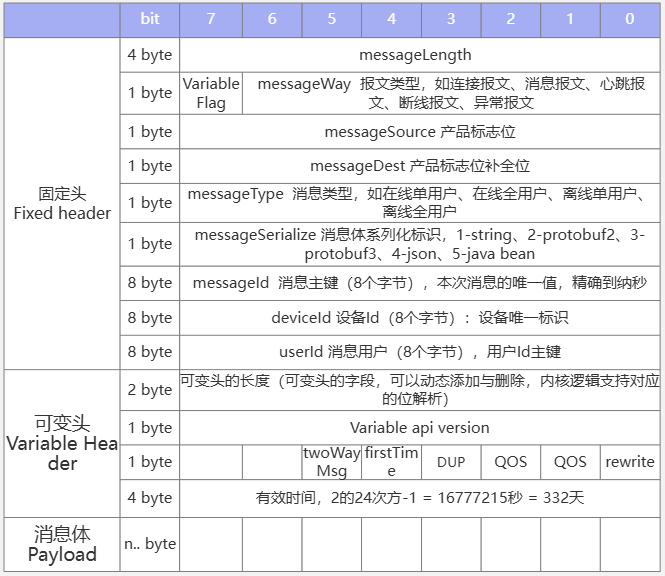 bit 7 6 5 4 3 2 1 0
固定头
Fixed header
4 byte messageLength
1 byte Variable
Flag messageWay 报文类型，如连接报文、消息报文、心跳报
文、断线报文、异常报文
1 byte messageSource 产品标志位
1 byte messageDest 产品标志位补全位
1 byte messageType 消息类型，如在线单用户、在线全用户、离线单用户、
离线全用户
1 byte messageSerialize 消息体系列化标识，1-string、2-protobuf2、3-
protobuf3、4-json、5-java bean
8 byte messageId 消息主键（8个字节），本次消息的唯一值，精确到纳秒
8 byte deviceId 设备Id（8个字节）：设备唯一标识
8 byte userId 消息用户（8个字节），用户Id主键
可变头
Variable Hea
der
2 byte 可变头的长度（可变头的字段，可以动态添加与删除，内核逻辑支持对应
的位解析）
1 byte Variable api version
1 byte twoWay
Msg firstTim
e DUP QOS QOS rewrite
4 byte 有效时间，2的24次方-1 = 16777215秒 = 332天
消息体
Payload
n.. byte